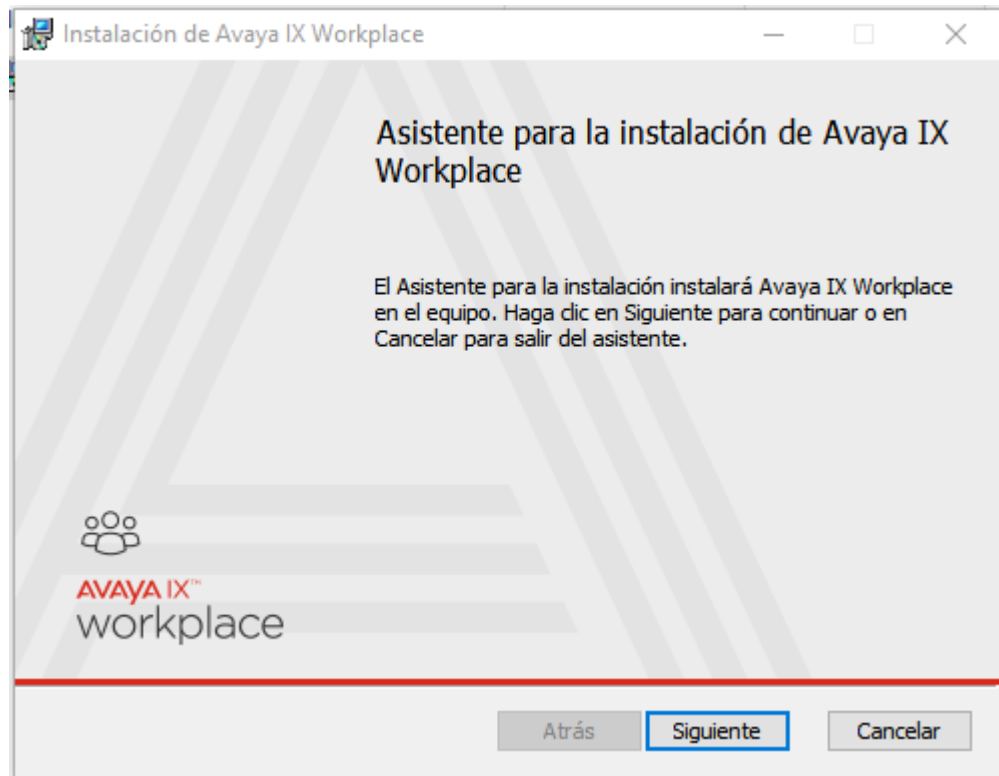 Instalación de Avaya IX Workplace
Asistente para la instalación de Avaya IX
Workplace
El Asistente para la instalación instalará Avaya IX Workplace
en el equipo. Haga clic en Siguiente para continuar o en
Cancelar para salir del asistente.
AVAYA IX™
workplace
Atrás
Siguiente
Cancelar